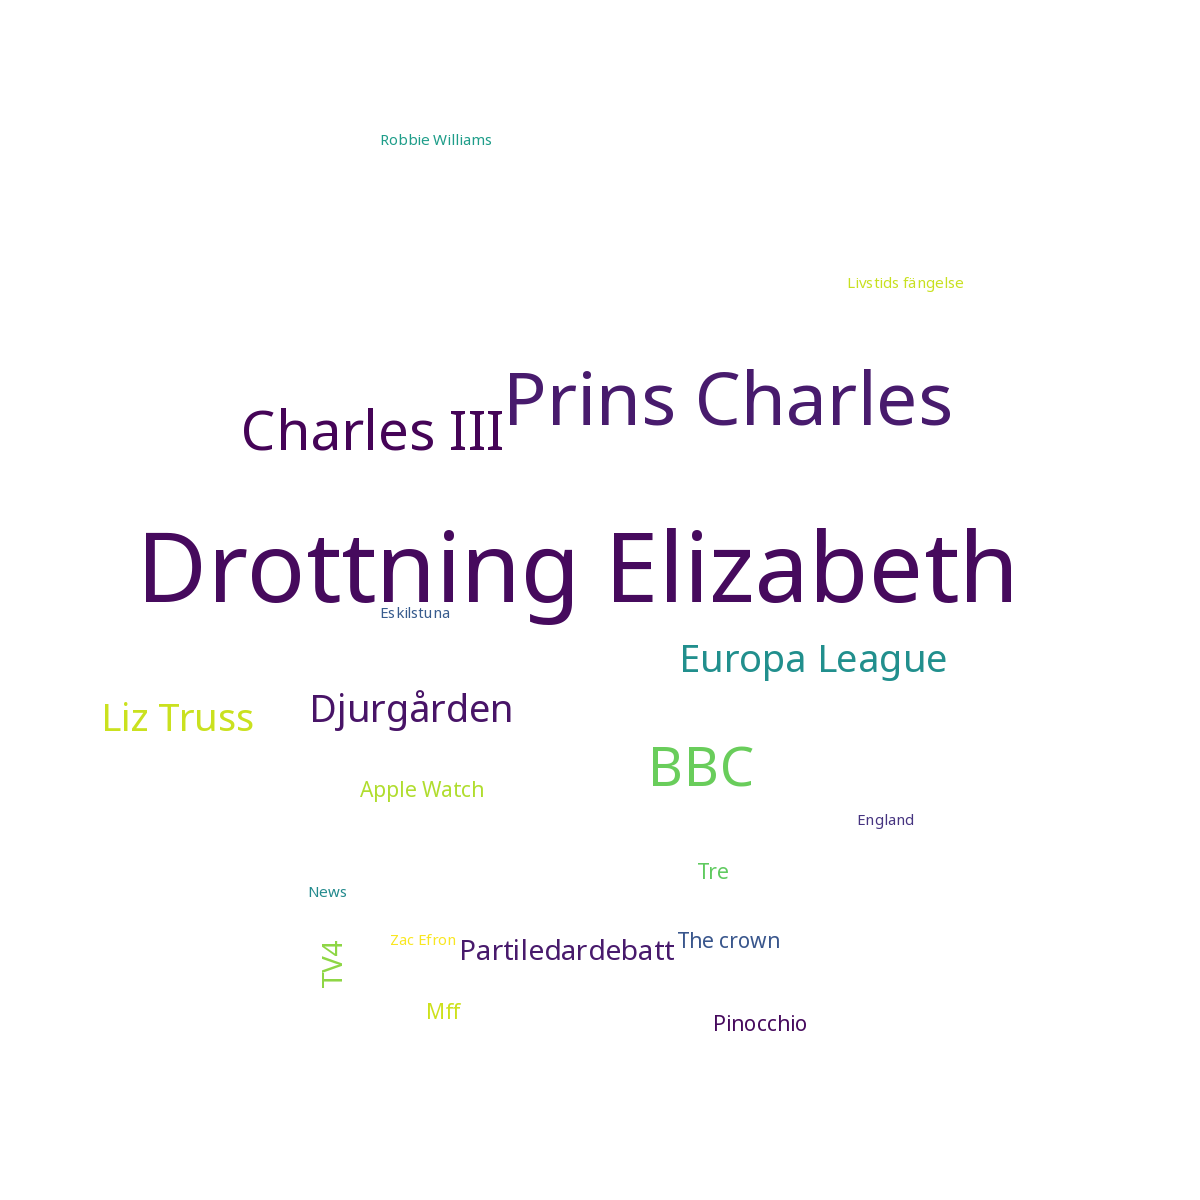 Robbie Williams
Livstids fängelse
Prins Charles
Charles III
Drottning Elizabeth
Eskilstuna
Europa League
Djurgården
Liz Truss
BBC
Apple Watch
England
Tre
News
Zac Efron
The crown
Partiledardebatt
TV4
Mff
Pinocchio